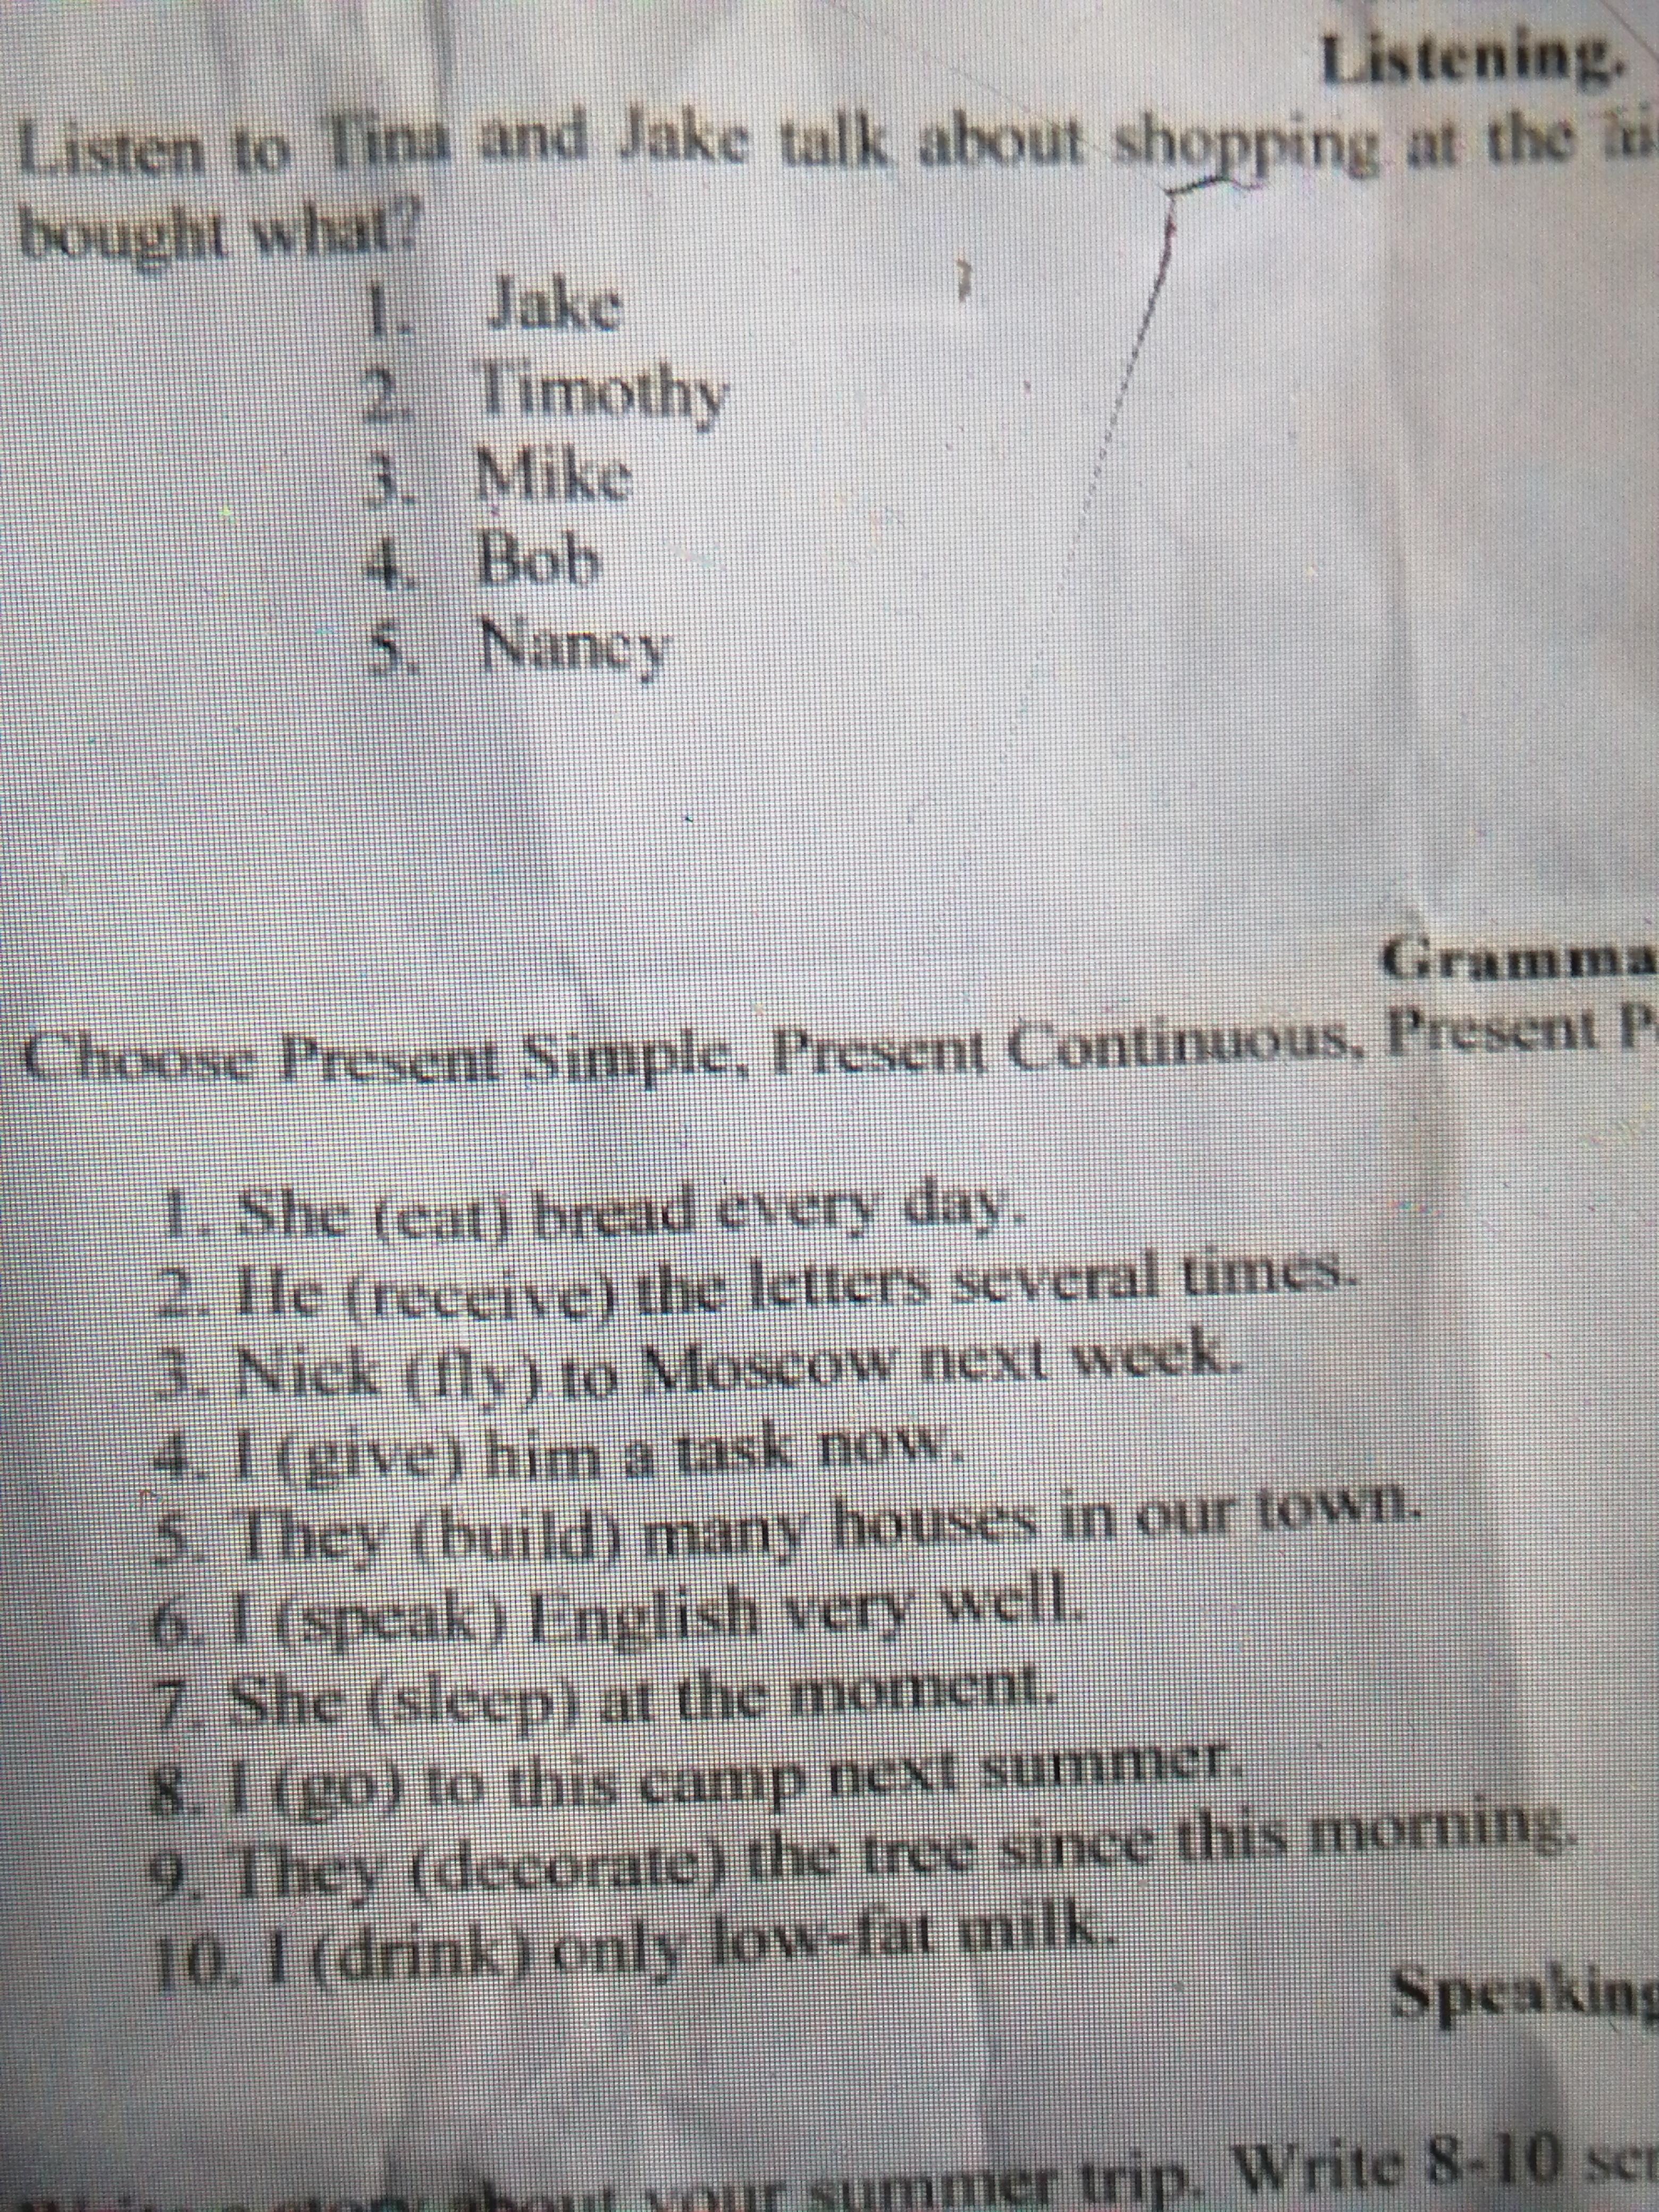 Listening.
Listen to Tina and Jake talk about shopping at the
bought what?
1. Jake
2. Timothy
3. Mike
4. Bob
5. Nancy
Gramma
Choose Present Simple, Present Continuous, Present P
1. She (eat) bread every day.
2. He (receive) the letters several times.
3. Nick (fly) to Moscow next week.
4. I (give) him a task now.
5. They (build) many houses in our town.
6. I (speak) English very well.
7. She (sleep) at the moment.
8. I (go) to this camp next summer.
9. They (decorate) the tree since this morning.
10. I (drink) only low-fat milk.
Speaking
story about your summer trip. Write 8-10 sen